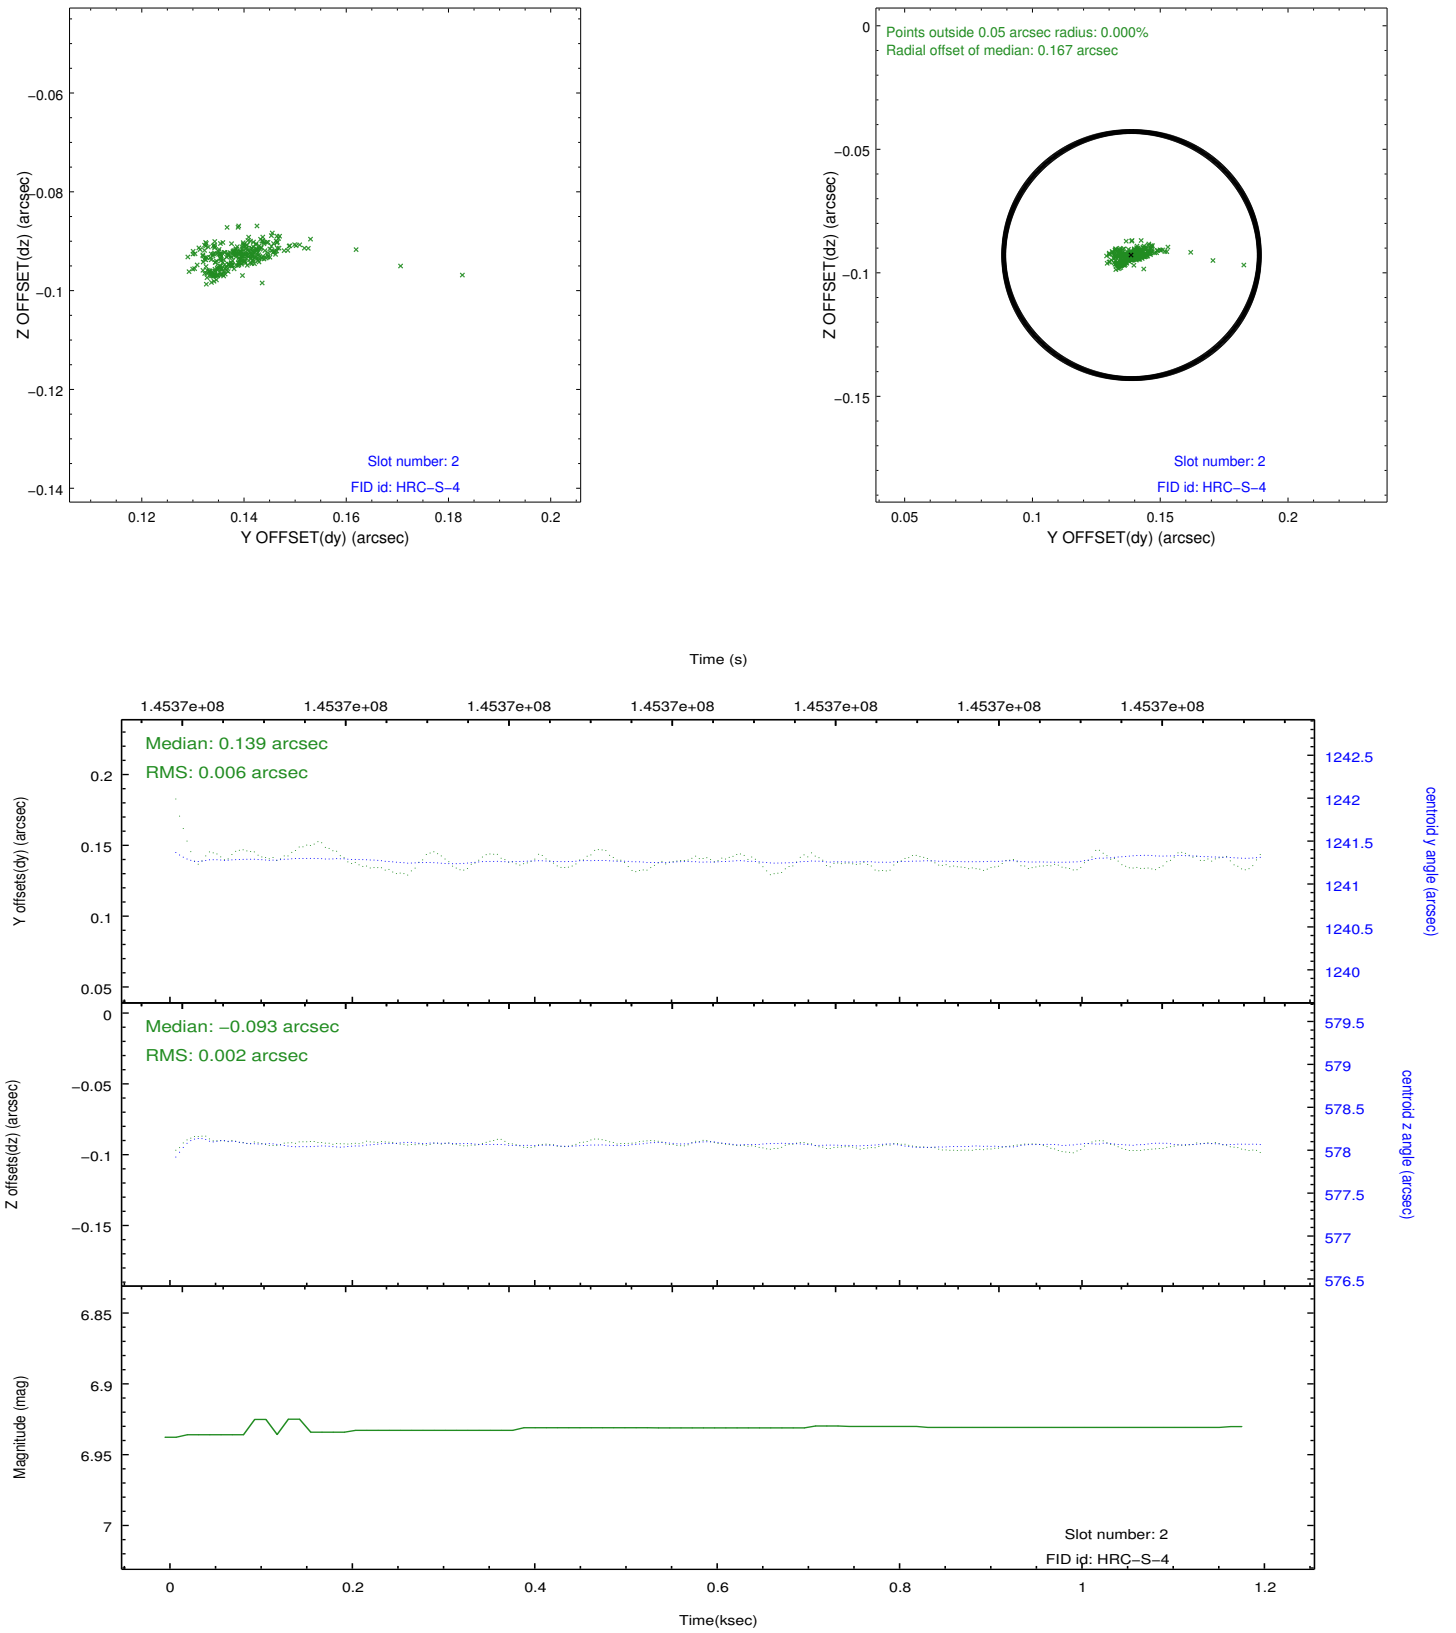 −0.06
−0.08
−0.1
−0.12
−0.14
Z OFFSET(dz) (arcsec)
Slot number: 2
FID id: HRC−S−4
0.12
0.14
0.16
0.18
0.2
Y OFFSET(dy) (arcsec)
Points outside 0.05 arcsec radius: 0.000%
Radial offset of median: 0.167 arcsec
0
−0.05
−0.1
−0.15
Z OFFSET(dz) (arcsec)
Slot number: 2
FID id: HRC−S−4
0.05
0.1
0.15
0.2
Y OFFSET(dy) (arcsec)
Time (s)
1.4537e+08
1.4537e+08
1.4537e+08
1.4537e+08
1.4537e+08
1.4537e+08
1.4537e+08
Median: 0.139 arcsec
RMS: 0.006 arcsec
0.2
0.15
0.1
0.05
Y offsets(dy) (arcsec)
1242.5
1242
1241.5
1241
1240.5
1240
centroid y angle (arcsec)
Median: −0.093 arcsec
RMS: 0.002 arcsec
0
−0.05
−0.1
−0.15
Z offsets(dz) (arcsec)
579.5
579
578.5
578
577.5
577
576.5
centroid z angle (arcsec)
6.85
6.9
6.95
7
Magnitude (mag)
Slot number: 2
FID id: HRC−S−4
0
0.2
0.4
0.6
0.8
1
1.2
Time(ksec)